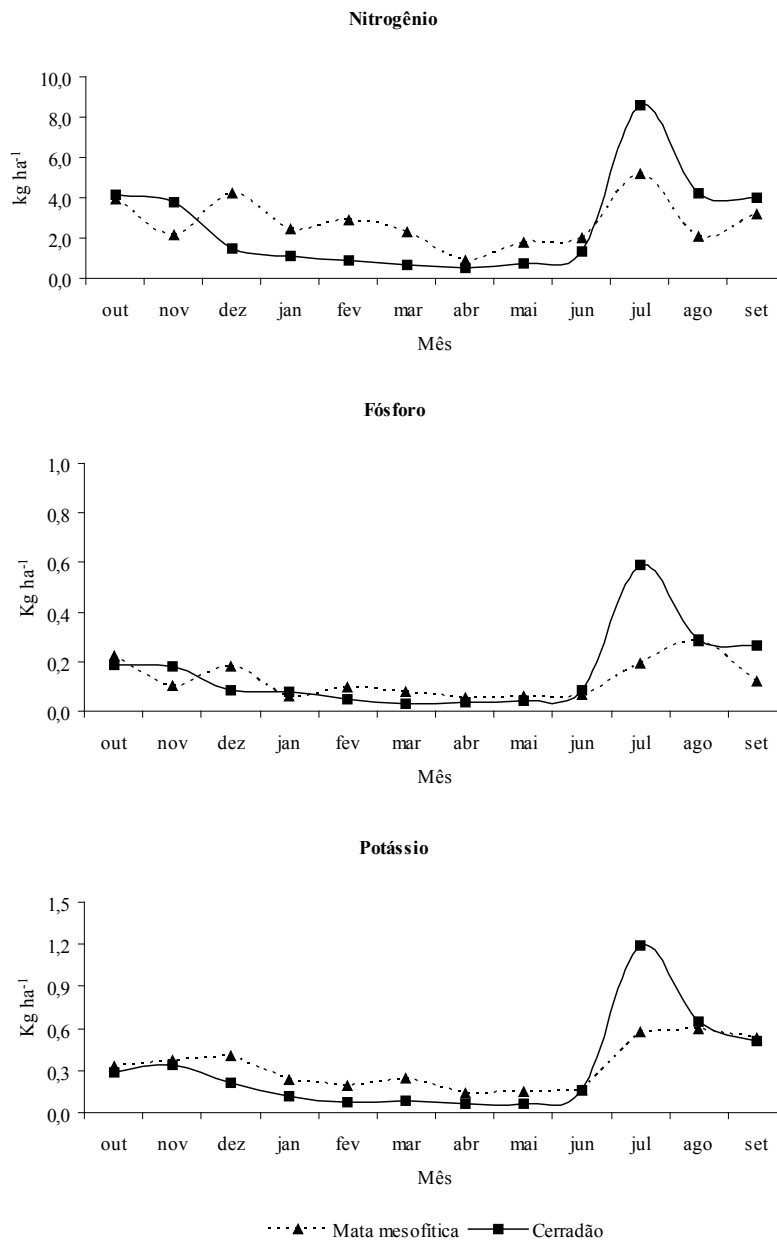 Nitrogênio
kg ha-1
10,0
8,0
6,0
4,0
2,0
0,0
out nov dez jan fev mar abr mai jun jul ago set
Mês
Fósforo
Kg ha-1
1,0
0,8
0,6
0,4
0,2
0,0
out nov dez jan fev mar abr mai jun jul ago set
Mês
Potássio
Kg ha-1
1,5
1,2
0,9
0,6
0,3
0,0
out nov dez jan fev mar abr mai jun jul ago set
Mês
Mata mesofítica Cerradão